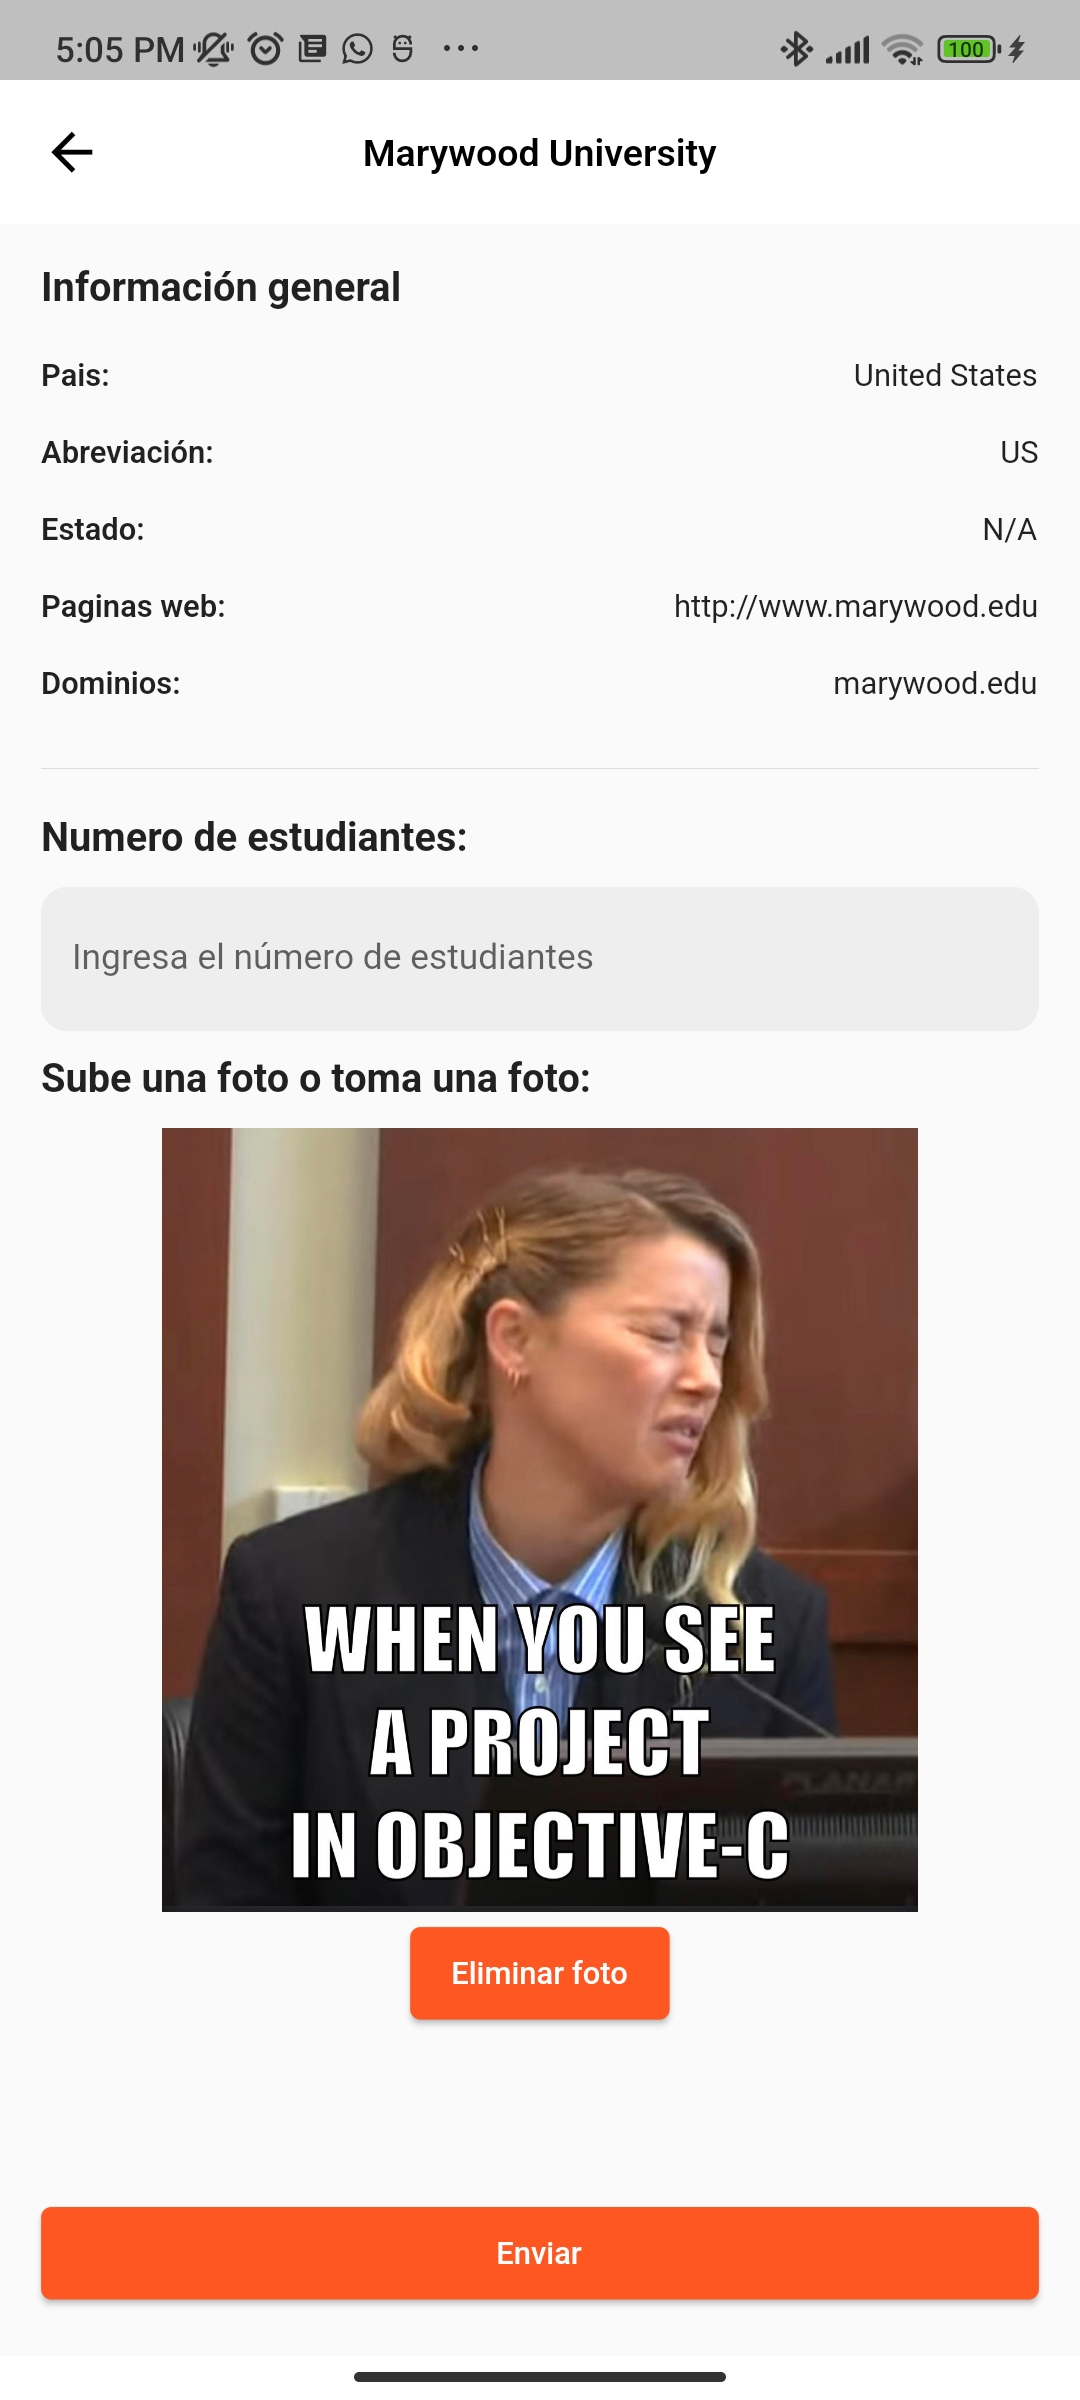 5:05 PM
100
Marywood University
Información general
Pais: United States
Abreviación: US
Estado: N/A
Paginas web: http://www.marywood.edu
Dominios: marywood.edu
Numero de estudiantes:
Ingresa el número de estudiantes
Sube una foto o toma una foto:
WHEN YOU SEE
A PROJECT
PLANAR
IN OBJECTIVE-C
Eliminar foto
Enviar